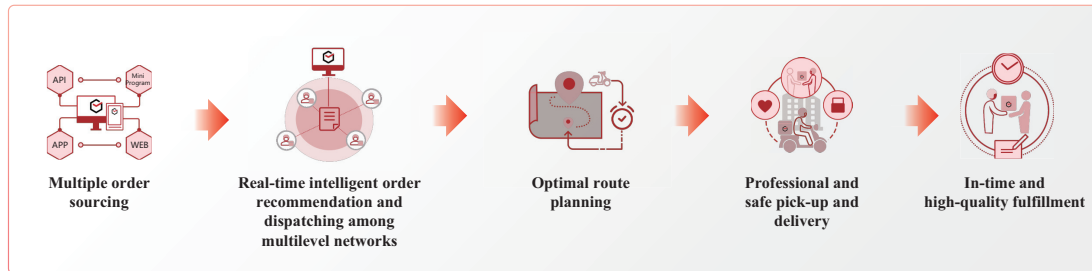 API
Mini
Program
APP
WEB
Multiple order
sourcing
Real-time intelligent order
recommendation and
dispatching among
multilevel networks
Optimal route
planning
Professional and
safe pick-up and
delivery
In-time and
high-quality fulfillment